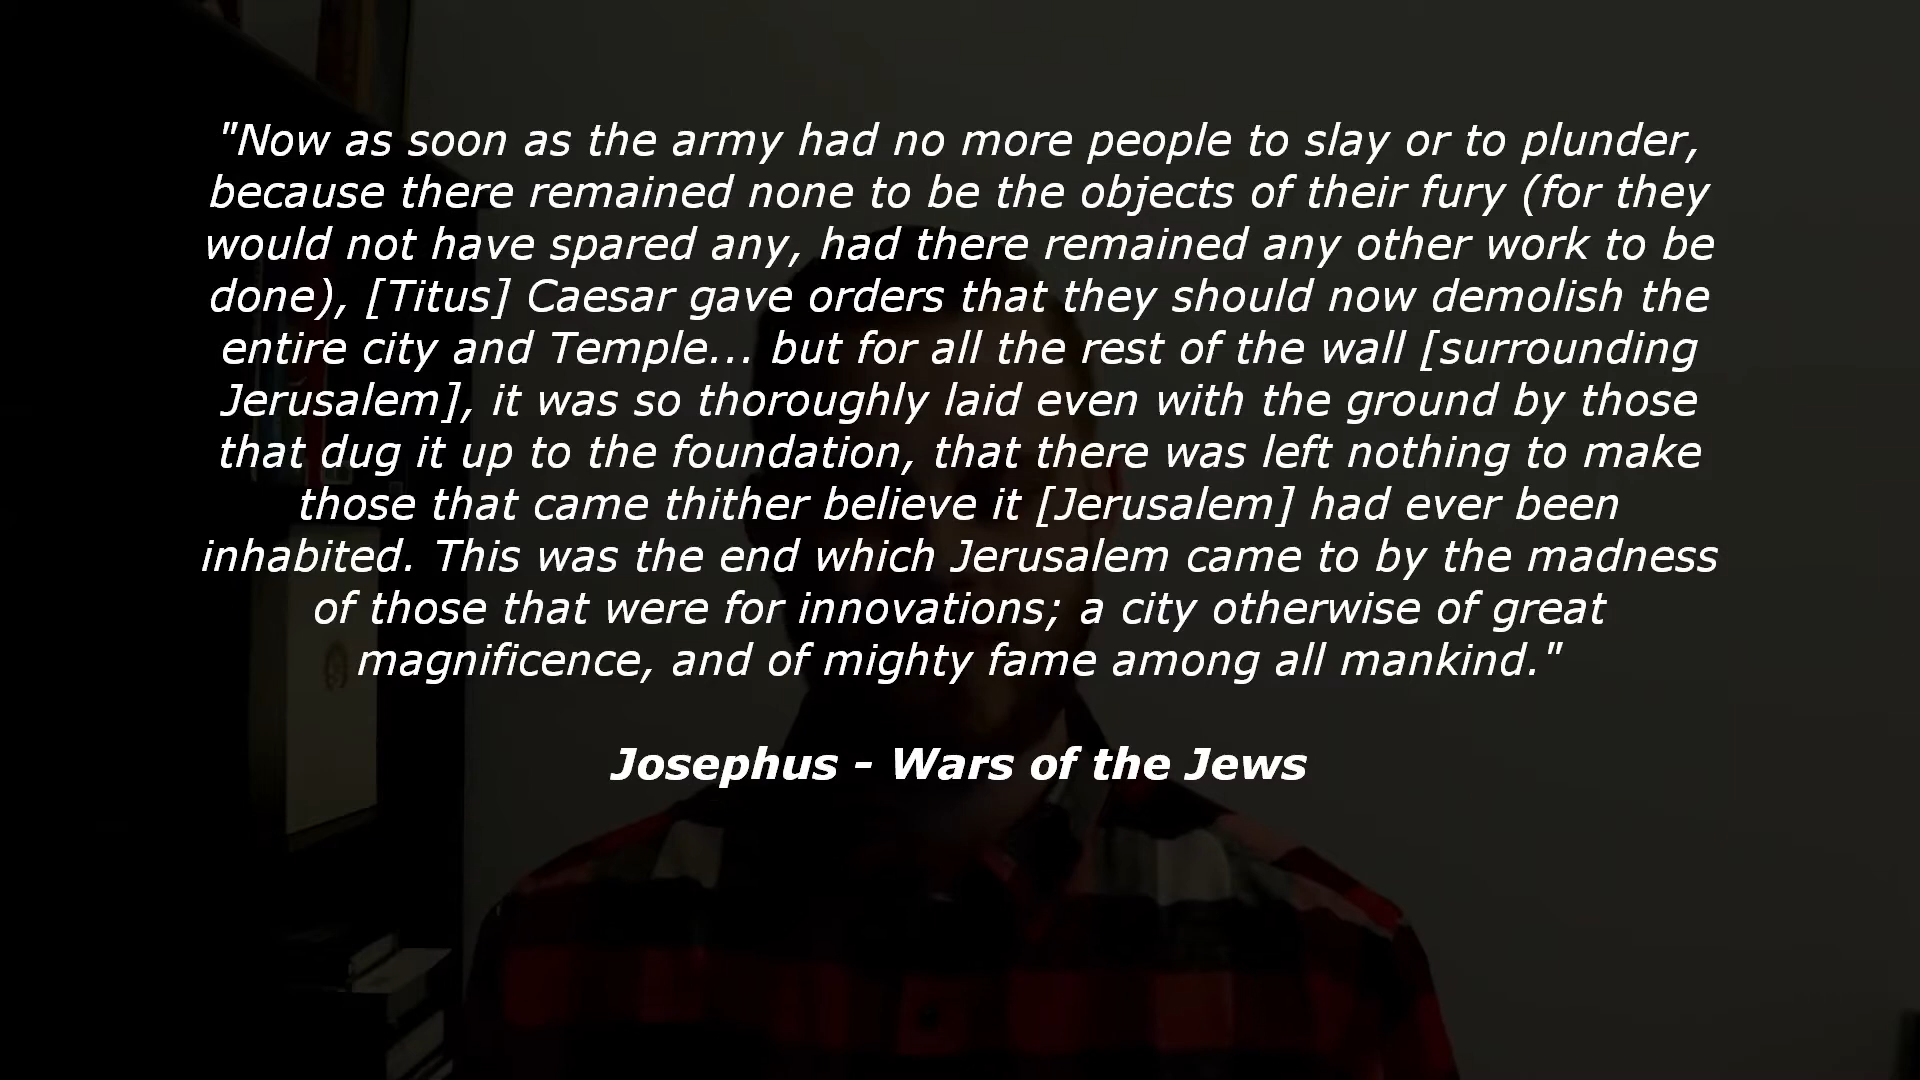 "Now as soon as the army had no more people to slay or to plunder,
because there remained none to be the objects of their fury (for they
would not have spared any, had there remained any other work to be
done), [Titus] Caesar gave orders that they should now demolish the
entire city and Temple... but for all the rest of the wall [surrounding
Jerusalem], it was so thoroughly laid even with the ground by those
that dug it up to the foundation, that there was left nothing to make
those that came thither believe it [Jerusalem] had ever been
inhabited. This was the end which Jerusalem came to by the madness
of those that were for innovations; a city otherwise of great
magnificence, and of mighty fame among all mankind."
Josephus - Wars of the Jews